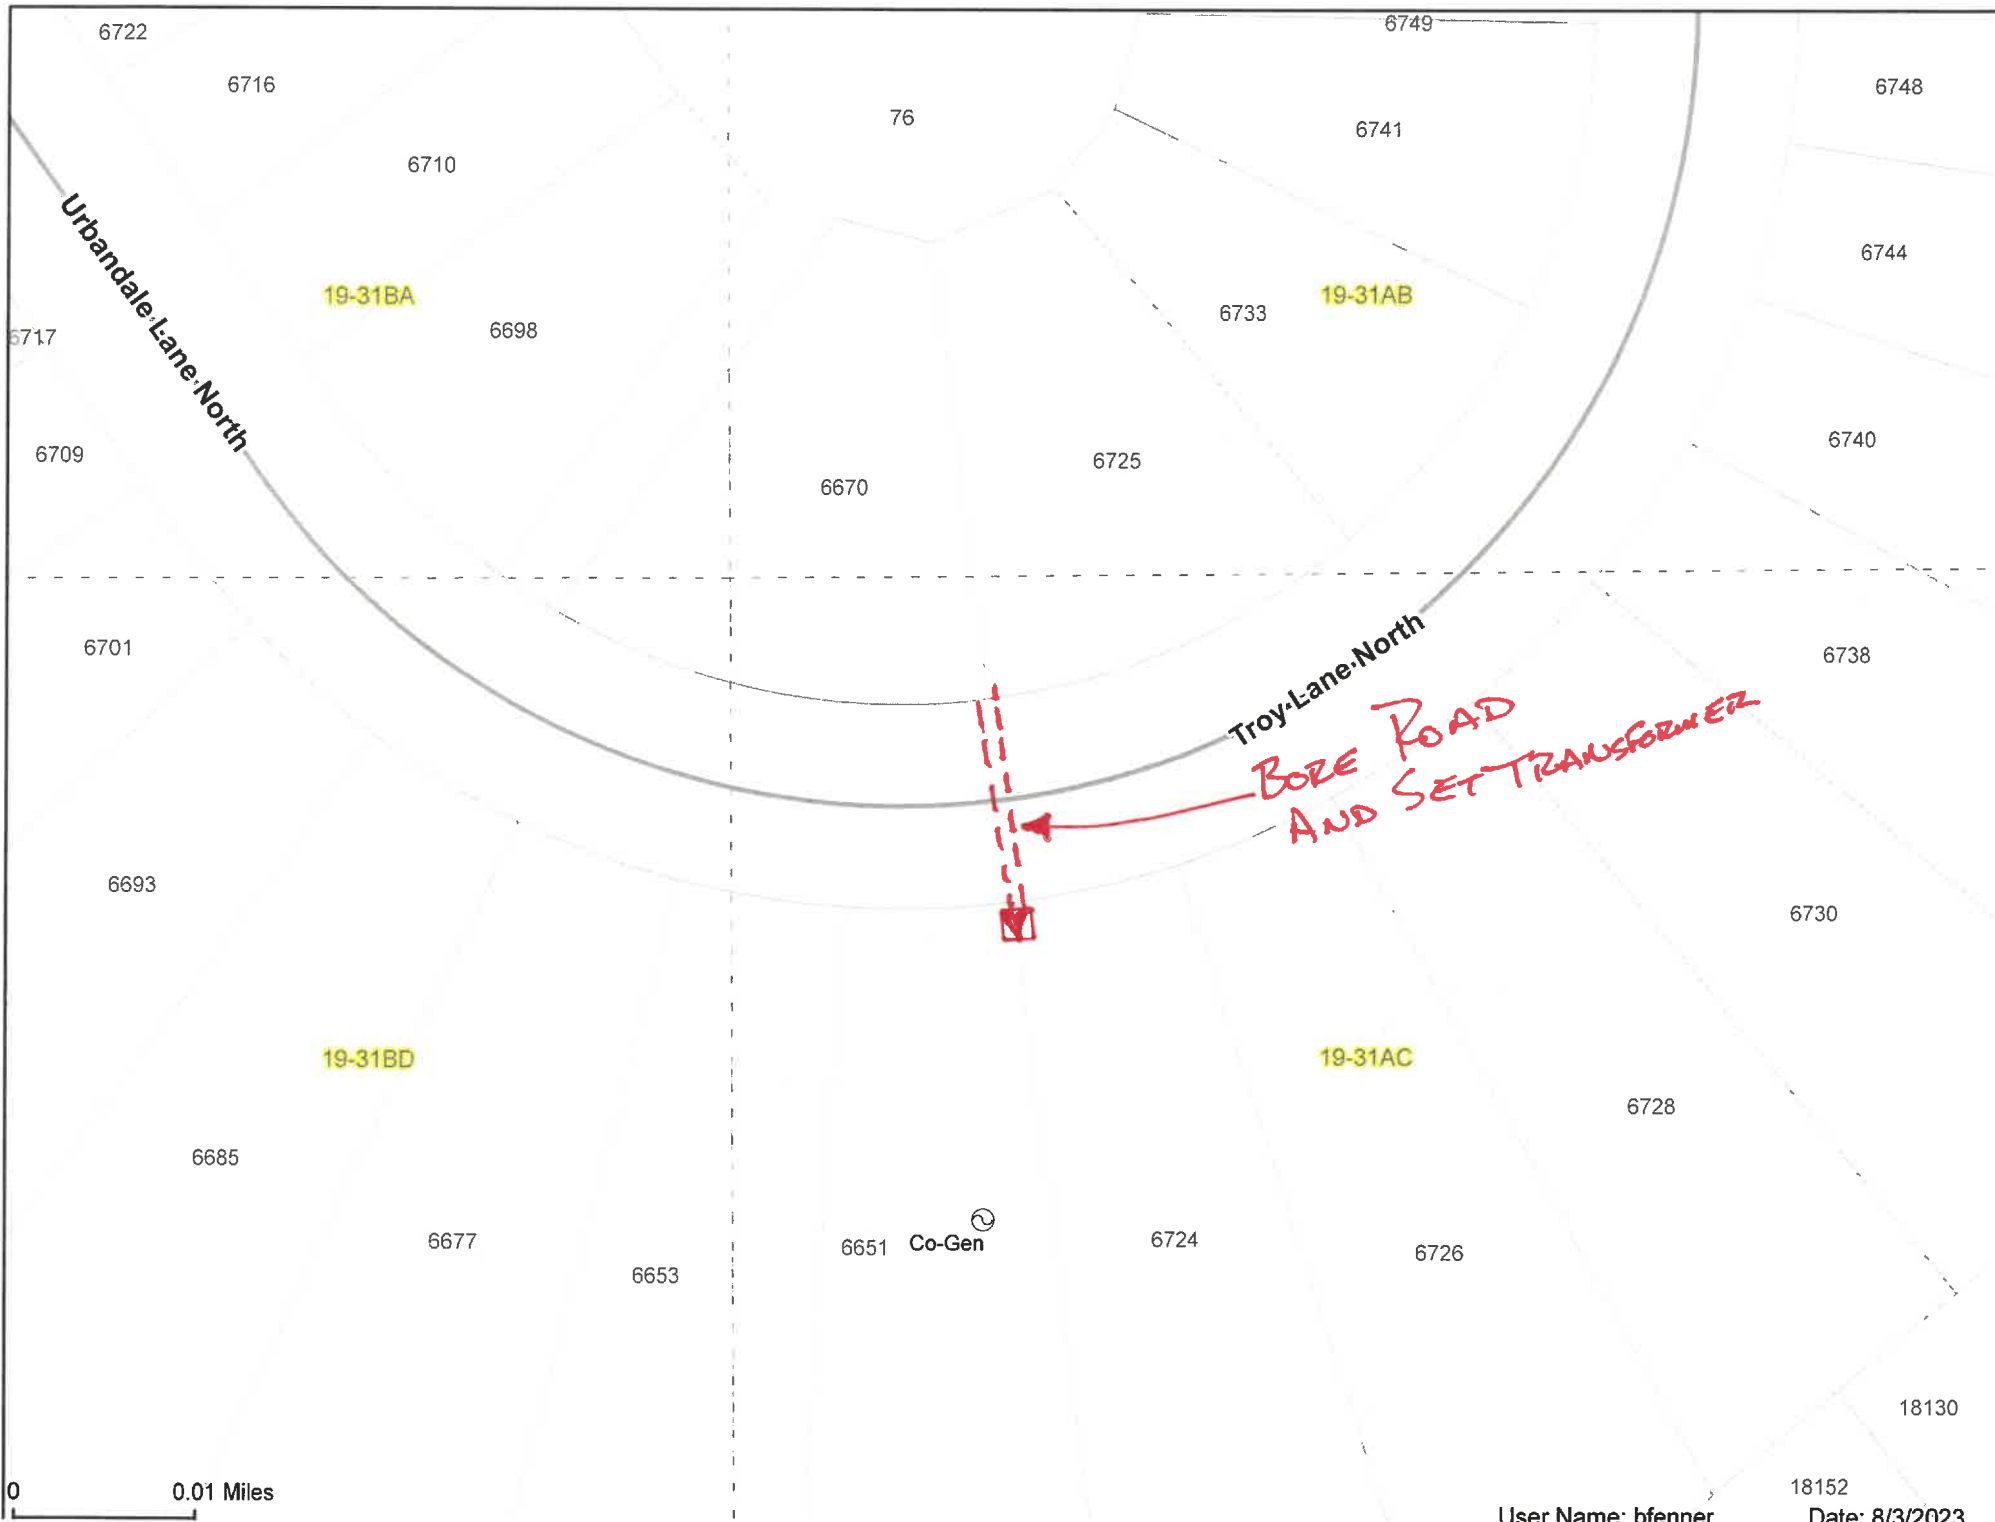 6722
6749
6716
6748
76
6741
6710
Urbandale Lane North
6744
19-31BA
19-31AB
6733
6698
6717
6740
6709
6725
6670
6701
6738
Troy Lane North
BORE ROAD
AND SET TRANSFORMER
6693
6730
19-31BD
19-31AC
6728
6685
6677
6651
Co-Gen
6724
6726
6653
18130
0
0.01 Miles
18152
User Name: bfenner
Date: 8/3/2023